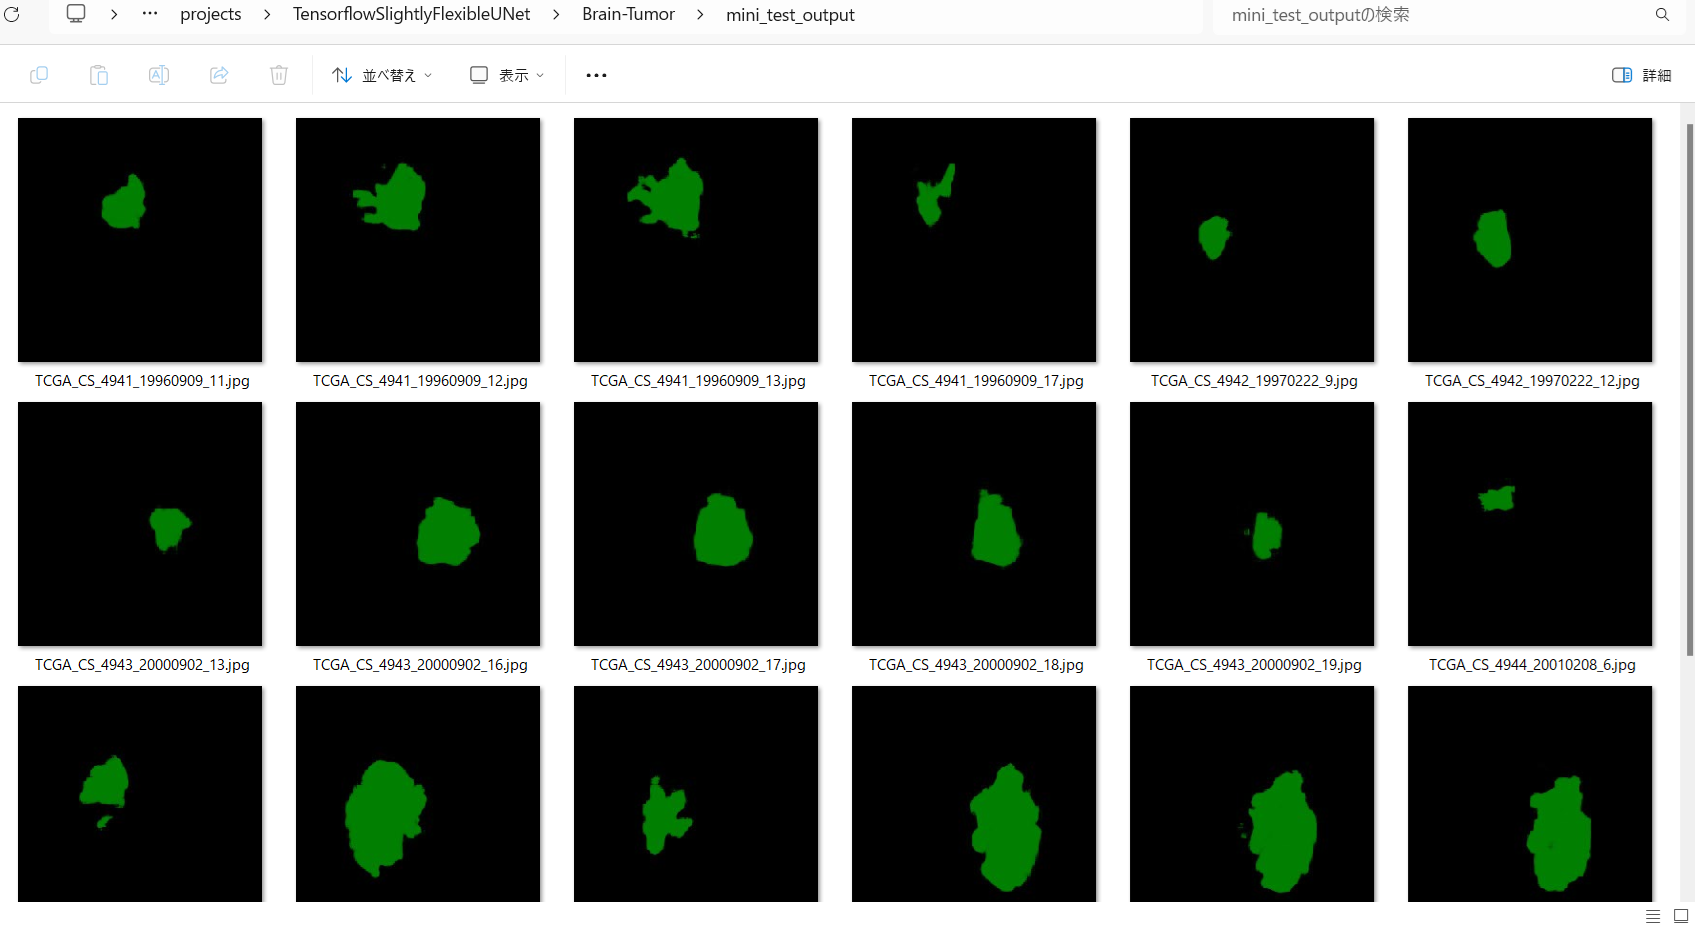 projects > TensorflowSlightlyFlexibleUNet > Brain-Tumor > mini_test_output
mini_test_outputの検索
並べ替え
表示
詳細
TCGA_CS_4941_19960909_11.jpg
TCGA_CS_4941_19960909_12.jpg
TCGA_CS_4941_19960909_13.jpg
TCGA_CS_4941_19960909_17.jpg
TCGA_CS_4942_19970222_9.jpg
TCGA_CS_4942_19970222_12.jpg
TCGA_CS_4943_20000902_13.jpg
TCGA_CS_4943_20000902_16.jpg
TCGA_CS_4943_20000902_17.jpg
TCGA_CS_4943_20000902_18.jpg
TCGA_CS_4943_20000902_19.jpg
TCGA_CS_4944_20010208_6.jpg